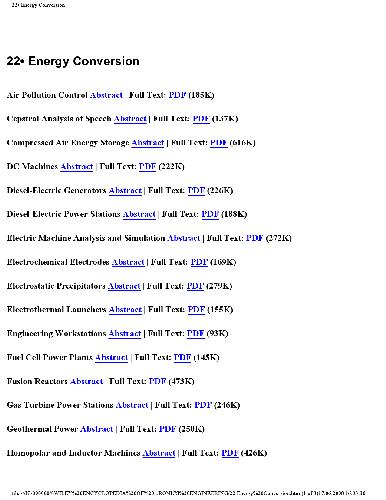 22• Energy Conversion
22• Energy Conversion
Air Pollution Control Abstract | Full Text: PDF (185K)
Cepstral Analysis of Speech Abstract | Full Text: PDF (137K)
Compressed Air Energy Storage Abstract | Full Text: PDF (616K)
DC Machines Abstract | Full Text: PDF (222K)
Diesel-Electric Generators Abstract | Full Text: PDF (226K)
Diesel-Electric Power Stations Abstract | Full Text: PDF (188K)
Electric Machine Analysis and Simulation Abstract | Full Text: PDF (272K)
Electrochemical Electrodes Abstract | Full Text: PDF (169K)
Electrostatic Precipitators Abstract | Full Text: PDF (279K)
Electrothermal Launchers Abstract | Full Text: PDF (155K)
Engineering Workstations Abstract | Full Text: PDF (93K)
Fuel Cell Power Plants Abstract | Full Text: PDF (145K)
Fusion Reactors Abstract | Full Text: PDF (473K)
Gas Turbine Power Stations Abstract | Full Text: PDF (246K)
Geothermal Power Abstract | Full Text: PDF (250K)
Homopolar and Inductor Machines Abstract | Full Text: PDF (426K)